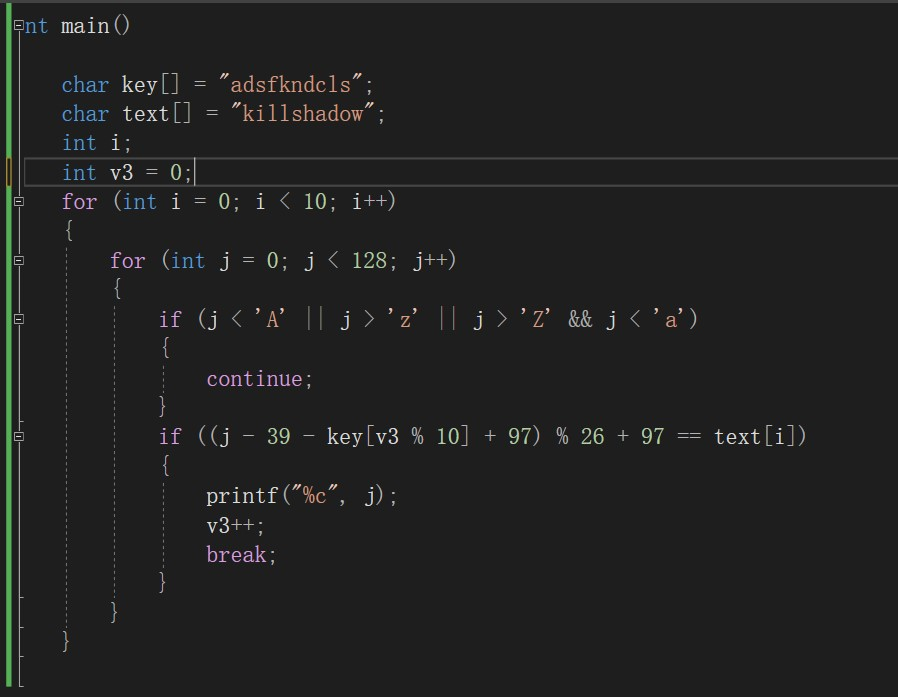 int main()
char key[] = "adsfkndcls";
char text[] = "killshadow";
int i;
int v3 = 0;
for (int i = 0; i < 10; i++)
{
for (int j = 0; j < 128; j++)
{
if (j < 'A' || j > 'z' || j > 'Z' && j < 'a')
{
continue;
}
if ((j - 39 - key[v3 % 10] + 97) % 26 + 97 == text[i])
{
printf("%c", j);
v3++;
break;
}
}
}